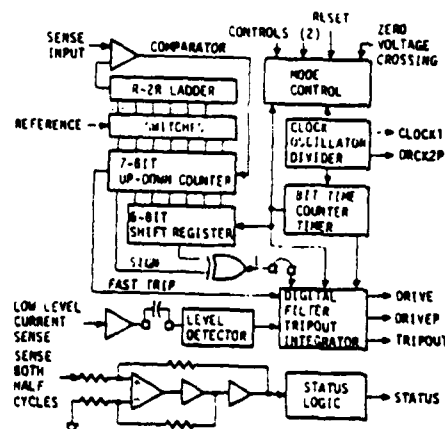 RESET
CONTROLS (2)
SENSE
INPUT
COMPARATOR
ZERO
VOLTAGE
CROSSING
R-2R LADDER
MODE
CONTROL
REFERENCE
SWITCHES
CLOCK
OSCILLATOR
DIVIDER
CLOCK1
DRCK2P
7-BIT
UP-DOWN COUNTER
BIT TIME
COUNTER
TIMER
6-BIT
SHIFT REGISTER
SIGN
FAST TRIP
LOW LEVEL
CURRENT
SENSE
LEVEL
DETECTOR
DIGITAL
FILTER
TRIPOUT
INTEGRATOR
DRIVE
DRIVEP
TRIPOUT
SENSE
BOTH
HALF
CYCLES
+
-
STATUS
LOGIC
STATUS